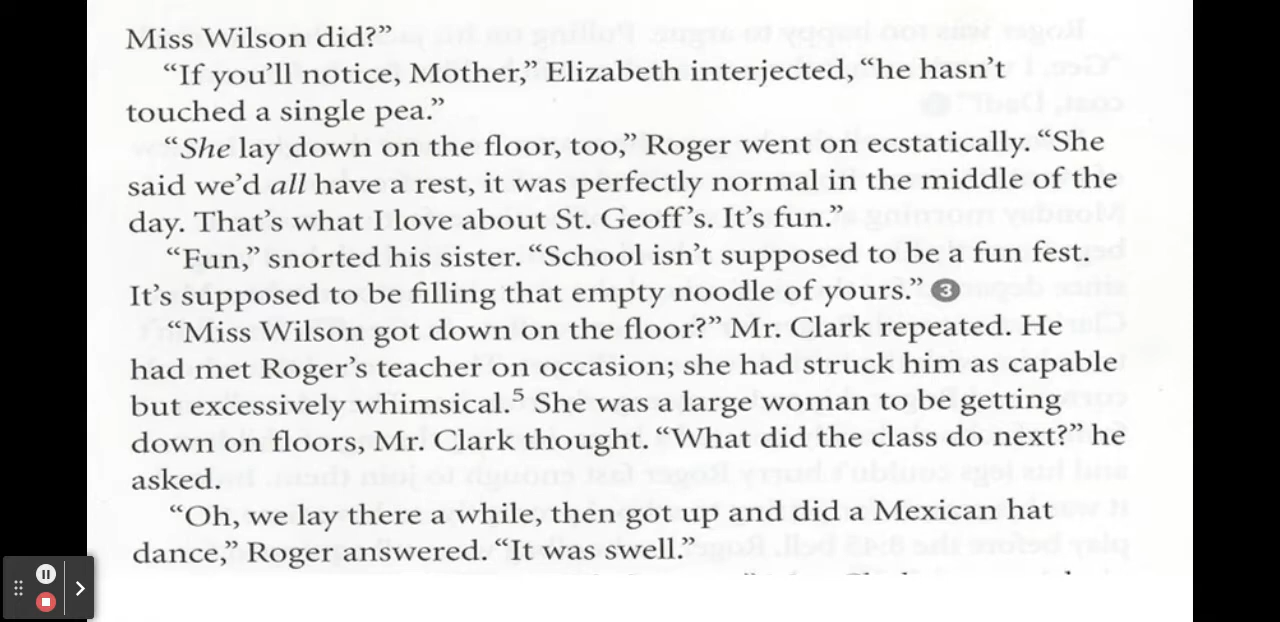 Miss Wilson did?”
“If you’ll notice, Mother,” Elizabeth interjected, “he hasn’t
touched a single pea.”
“She lay down on the floor, too,” Roger went on ecstatically. “She
said we’d all have a rest, it was perfectly normal in the middle of the
day. That’s what I love about St. Geoff’s. It’s fun.”
“Fun,” snorted his sister. “School isn’t supposed to be a fun fest.
It’s supposed to be filling that empty noodle of yours.” 3
“Miss Wilson got down on the floor?” Mr. Clark repeated. He
had met Roger’s teacher on occasion; she had struck him as capable
but excessively whimsical.5 She was a large woman to be getting
down on floors, Mr. Clark thought. “What did the class do next?” he
asked.
“Oh, we lay there a while, then got up and did a Mexican hat
dance,” Roger answered. “It was swell.”